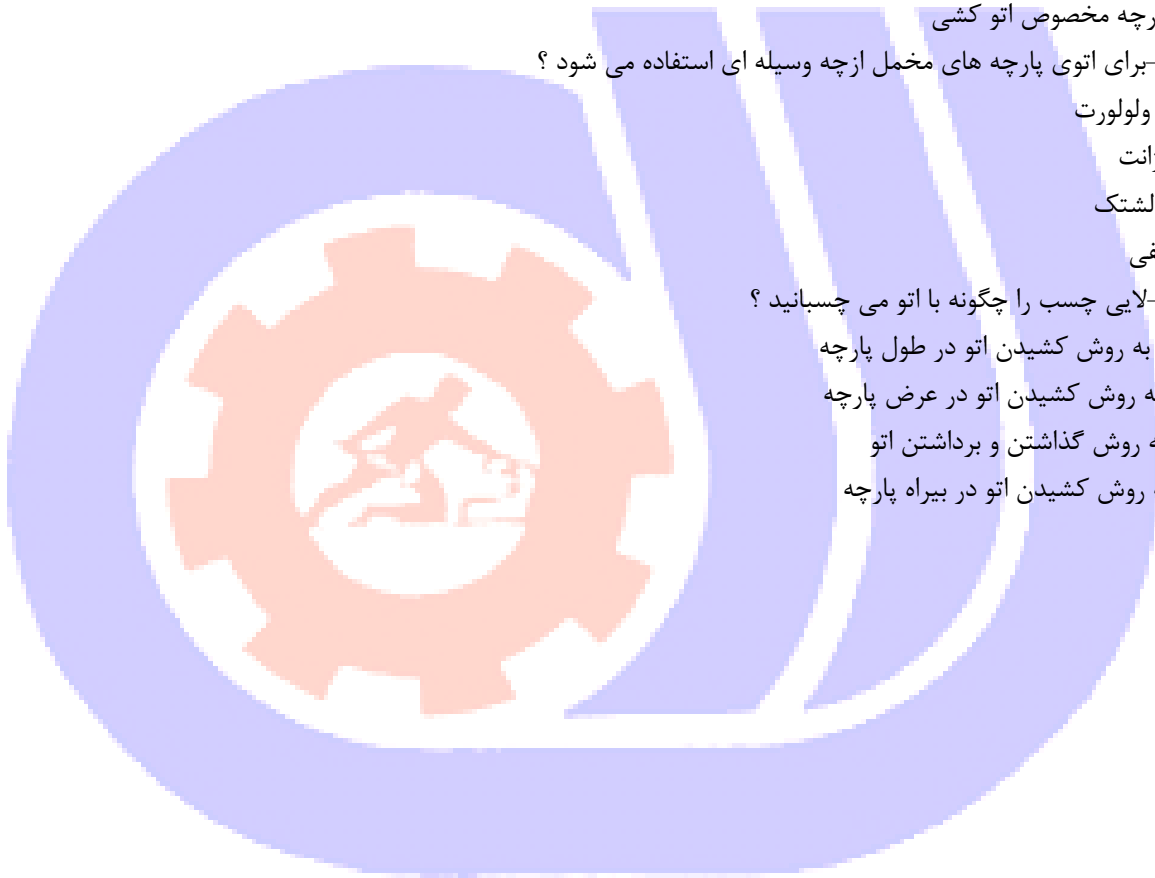 رچه مخصوص اتو کشی
-برای اتوی پارچه های مخمل ازچه وسیله ای استفاده می شود ؟
ولولورت
انت
لشتک
فی
-لایی چسب را چگونه با اتو می چسبانید ؟
به روش کشیدن اتو در طول پارچه
ه روش کشیدن اتو در عرض پارچه
ه روش گذاشتن و برداشتن اتو
روش کشیدن اتو در بیراه پارچه